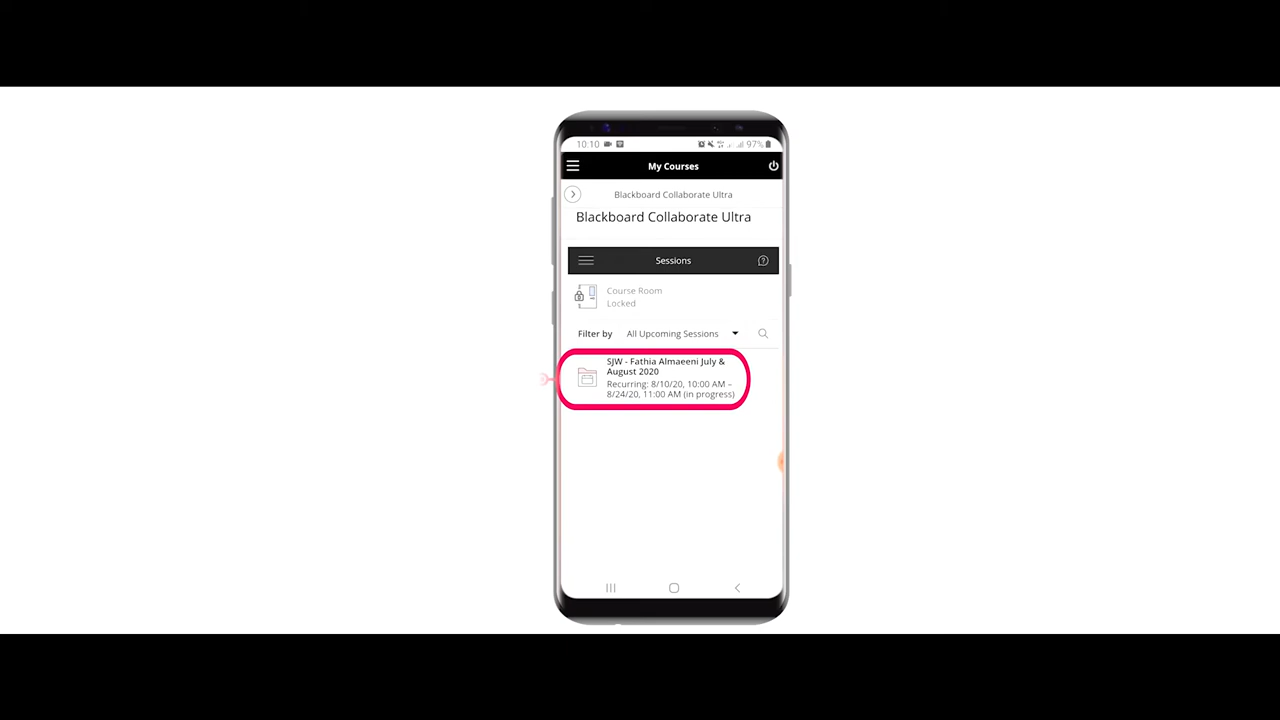 10:10 97%
My Courses
Blackboard Collaborate Ultra
Blackboard Collaborate Ultra
Sessions
Course Room
Locked
Filter by All Upcoming Sessions
SJW - Fathia Almaeeni July &
August 2020
Recurring: 8/10/20, 10:00 AM –
8/24/20, 11:00 AM (in progress)